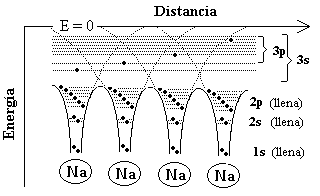 Distancia
E = 0
3p
3s
Energía
2p (llena)
2s (llena)
1s (llena)
Na Na Na Na